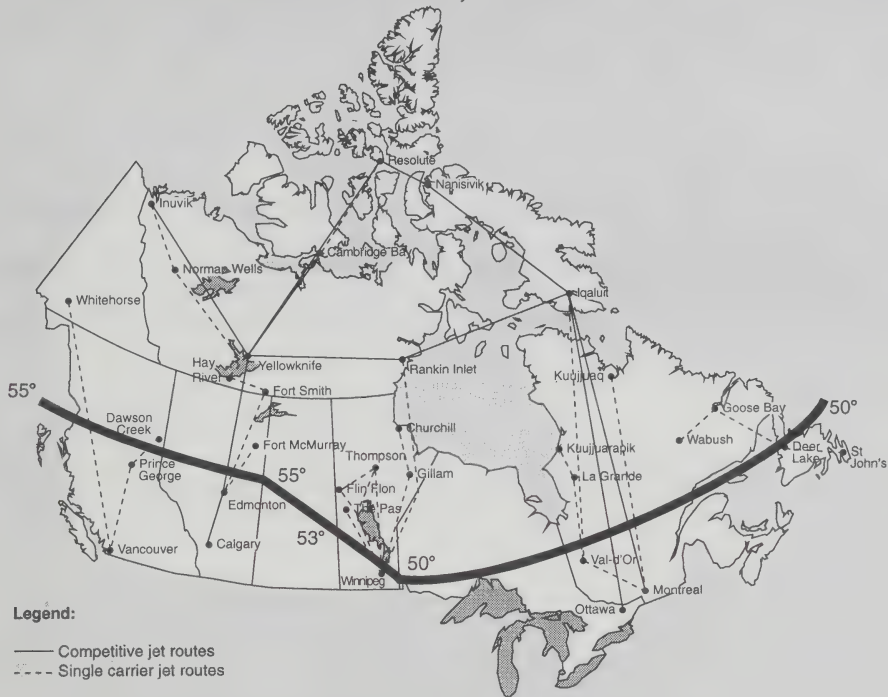 Resolute
Nanisivik
Inuvik
Cambridge Bay
Norman Wells
Iqaluit
Whitehorse
Hay
River
Yellowknife
Rankin Inlet
Kuujjuaq
Fort Smith
55°
50°
Goose Bay
Dawson
Creek
Churchill
Fort McMurray
Kuujjuarapik
Wabush
Deer
Lake
St
John's
Thompson
Prince
George
55°
Gillam
La Grande
Flin Flon
Edmonton
The Pas
53°
Calgary
Vancouver
50°
Val-d'Or
Winnipeg
Montreal
Ottawa
Legend:
Competitive jet routes
Single carrier jet routes